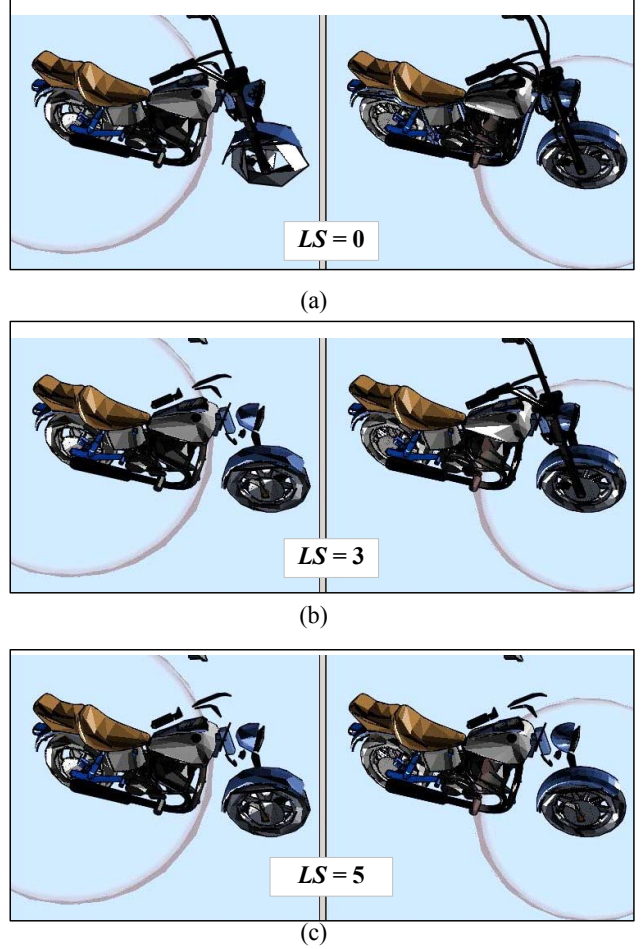 LS = 0
(a)
LS = 3
(b)
LS = 5
(c)